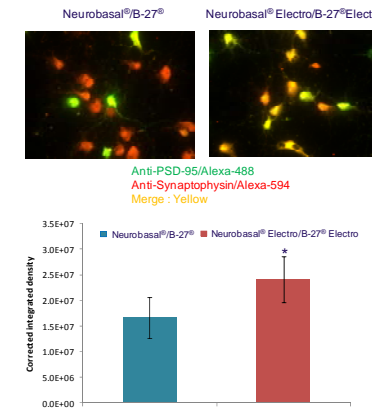 Neurobasal®/B-27®
Neurobasal® Electro/B-27®Elect
Anti-PSD-95/Alexa-488
Anti-Synaptophysin/Alexa-594
Merge : Yellow
3.5E+07
Neurobasal®/B-27®
Neurobasal® Electro/B-27® Electro
3.0E+07
*
2.5E+07
2.0E+07
1.5E+07
1.0E+07
5.0E+06
0.0E+00
Corrected integrated density